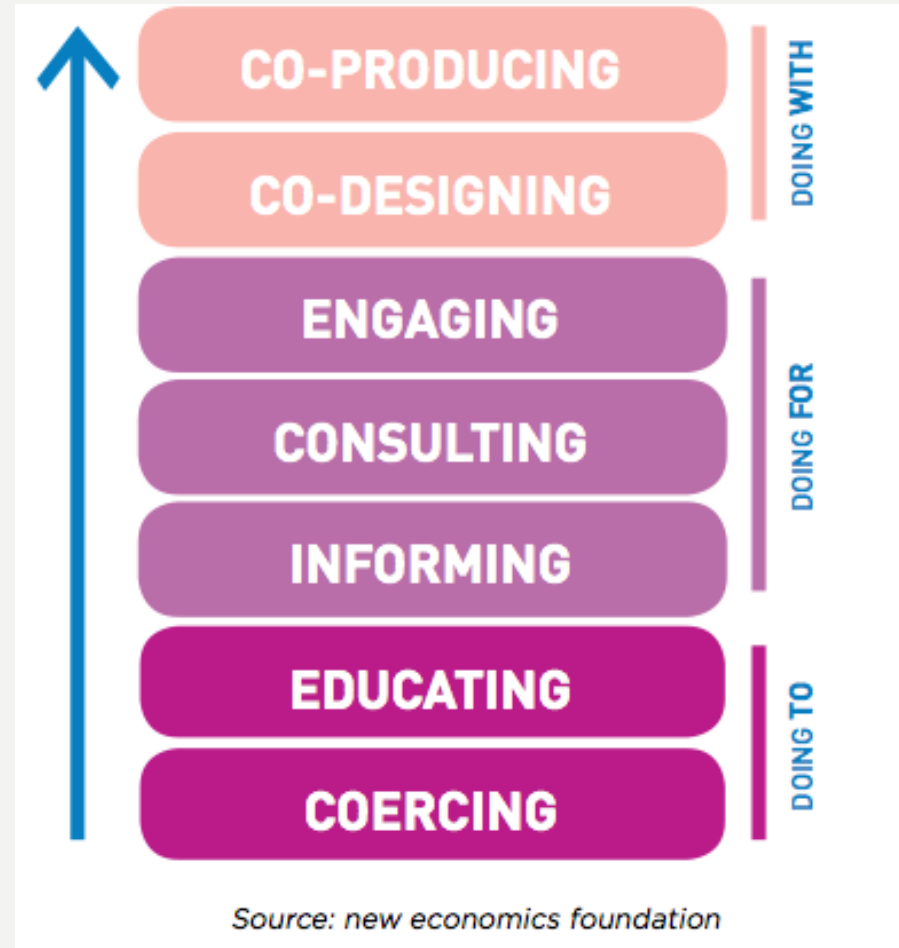 CO-PRODUCING
CO-DESIGNING
DOING WITH
ENGAGING
CONSULTING
INFORMING
DOING FOR
EDUCATING
COERCING
DOING TO
Source: new economics foundation